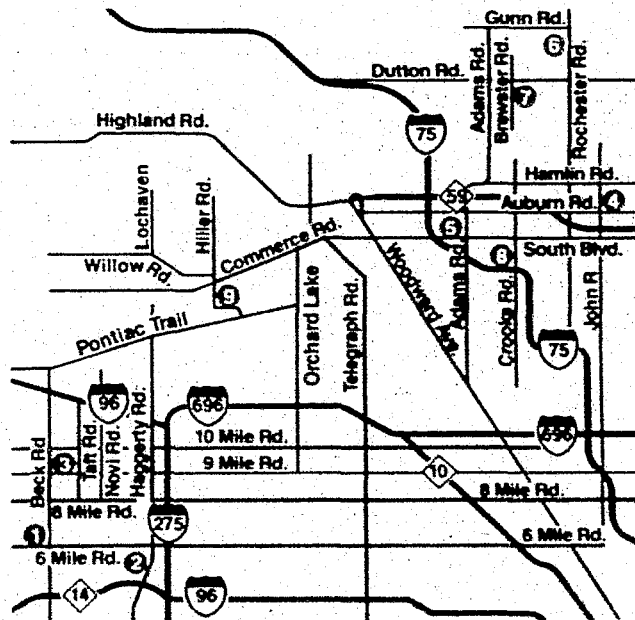 Gunn Rd.
6
Dutton Rd.
Adams Rd.
Brewster Rd.
7
Rochester Rd.
75
Highland Rd.
Hamlin Rd.
59
Auburn Rd.
4
Lochaven
Hiller Rd.
Commerce Rd.
5
South Blvd.
Willow Rd.
8
Woodward Ave.
Adams Rd.
Crooks Rd.
John R
9
Orchard Lake
Telegraph Rd.
Pontiac Trail
75
96
696
10 Mile Rd.
696
Beck Rd
3
Taft Rd.
Novi Rd.
Haggerty Rd.
9 Mile Rd.
10
8 Mile Rd.
8 Mile Rd.
275
1
6 Mile Rd.
6 Mile Rd.
2
14
96